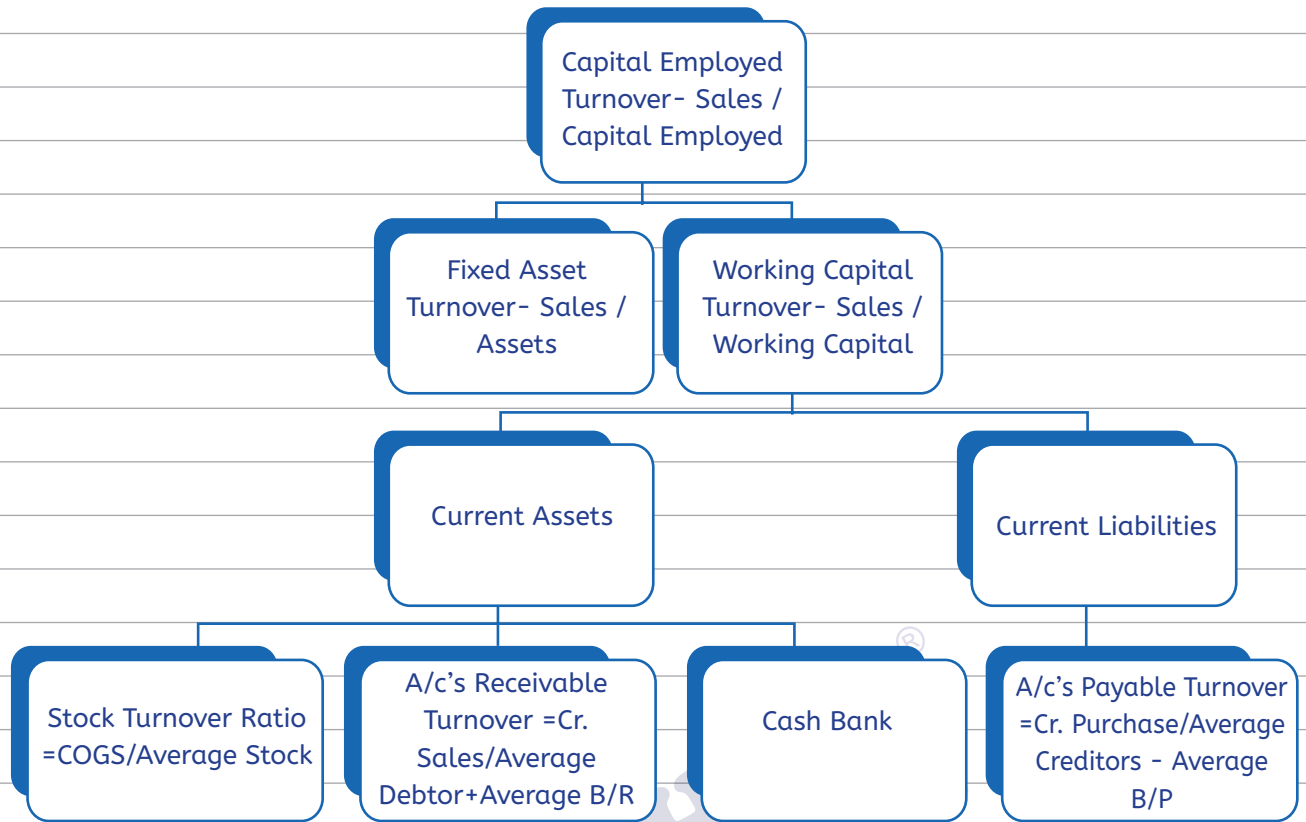 Capital Employed
Turnover- Sales /
Capital Employed
Fixed Asset
Turnover- Sales /
Assets
Working Capital
Turnover- Sales /
Working Capital
Current Assets
Current Liabilities
Stock Turnover Ratio
=COGS/Average Stock
A/c's Receivable
Turnover =Cr.
Sales/Average
Debtor+Average B/R
Cash Bank
A/c's Payable Turnover
=Cr. Purchase/Average
Creditors - Average
B/P
®